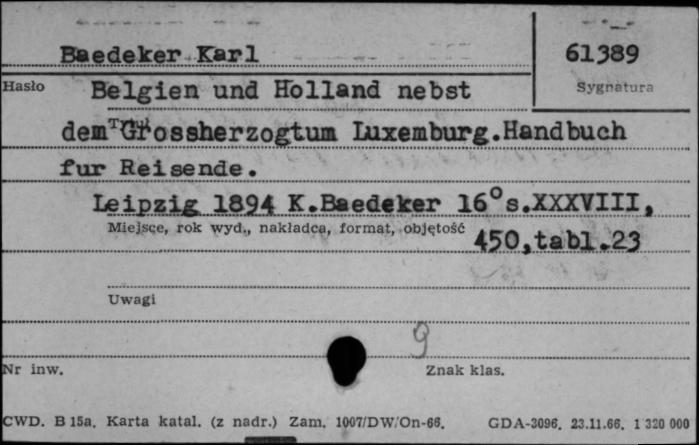 Baedeker Karl
61389
Hasło
Sygnatura
Belgien und Holland nebst
Tytuł
dem Grossherzogtum Luxemburg.Handbuch
fur Reisende.
Leipzig 1894 K.Baedeker 16° s.XXXVIII,
Miejsce, rok wyd., nakładca, format, objętość
450,tabl.23
Uwagi
9
Nr inw.
Znak klas.
CWD. B 15a. Karta katal. (z nadr.) Zam. 1007/DW/On-66. GDA-3096. 23.11.66. 1 320 000